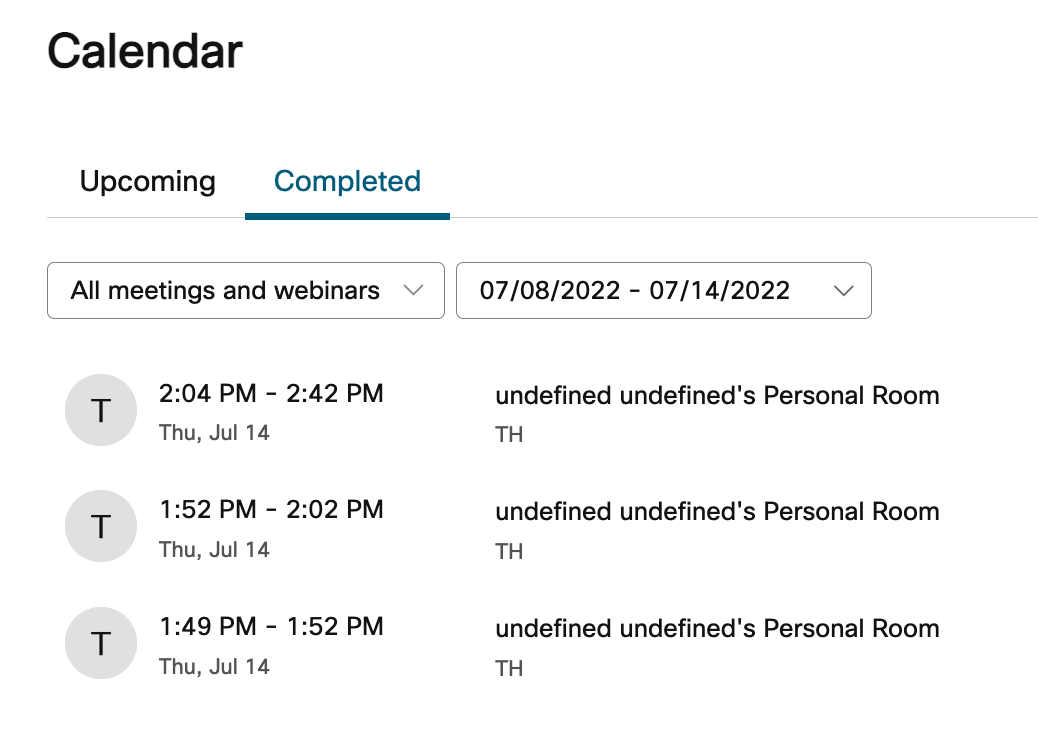 Calendar
Upcoming Completed
All meetings and webinars 07/08/2022 - 07/14/2022
T 2:04 PM - 2:42 PM undefined undefined's Personal Room
Thu, Jul 14 TH
T 1:52 PM - 2:02 PM undefined undefined's Personal Room
Thu, Jul 14 TH
T 1:49 PM - 1:52 PM undefined undefined's Personal Room
Thu, Jul 14 TH